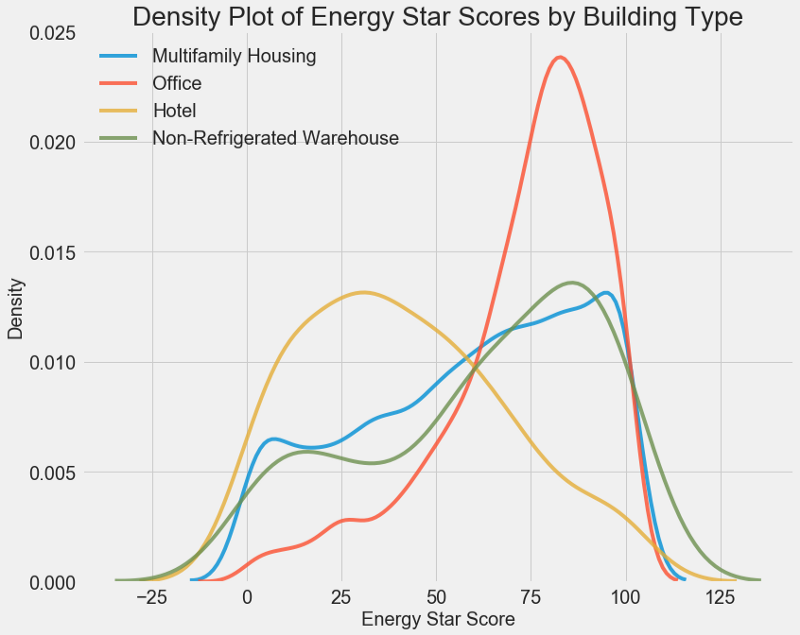 Density Plot of Energy Star Scores by Building Type
0.025
0.020
0.015
0.010
0.005
0.000
Density
Multifamily Housing
Office
Hotel
Non-Refrigerated Warehouse
−25 0 25 50 75 100 125
Energy Star Score